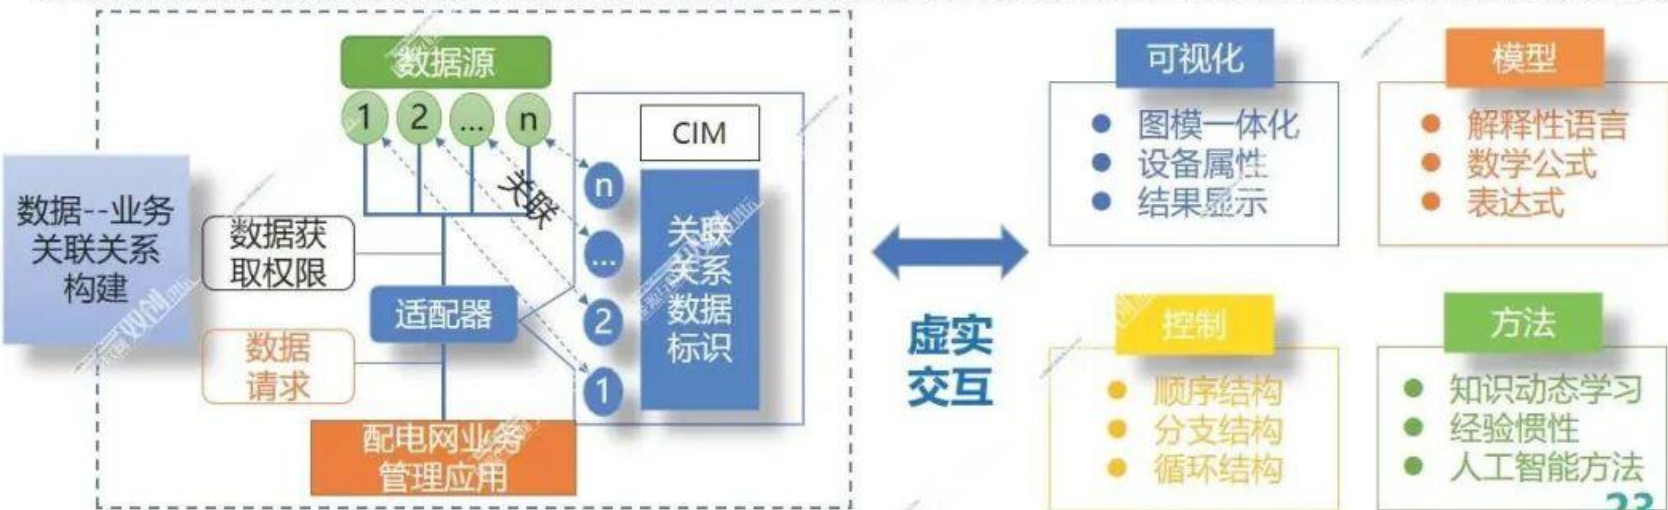 数据--业务
关联关系
构建
数据源
1
2
...
n
关联
CIM
n
...
2
1
关联
关系
数据
标识
数据获
取权限
适配器
数据
请求
配电网业务
管理应用
虚实
交互
可视化
图模一体化
设备属性
结果显示
模型
解释性语言
数学公式
表达式
控制
顺序结构
分支结构
循环结构
方法
知识动态学习
经验惯性
人工智能方法
23